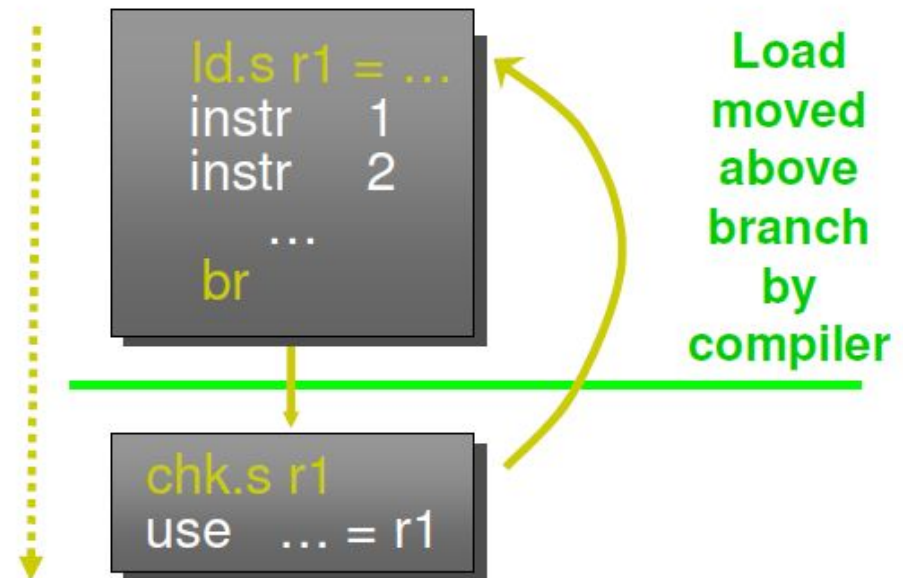 ld.s r1 = ...
instr 1
instr 2
...
br
Load
moved
above
branch
by
compiler
chk.s r1
use ... = r1